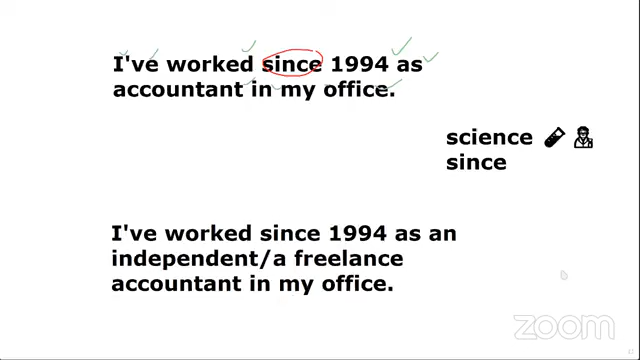 I've worked since 1994 as
accountant in my office.
science
since
I've worked since 1994 as an
independent/a freelance
accountant in my office.
zoom